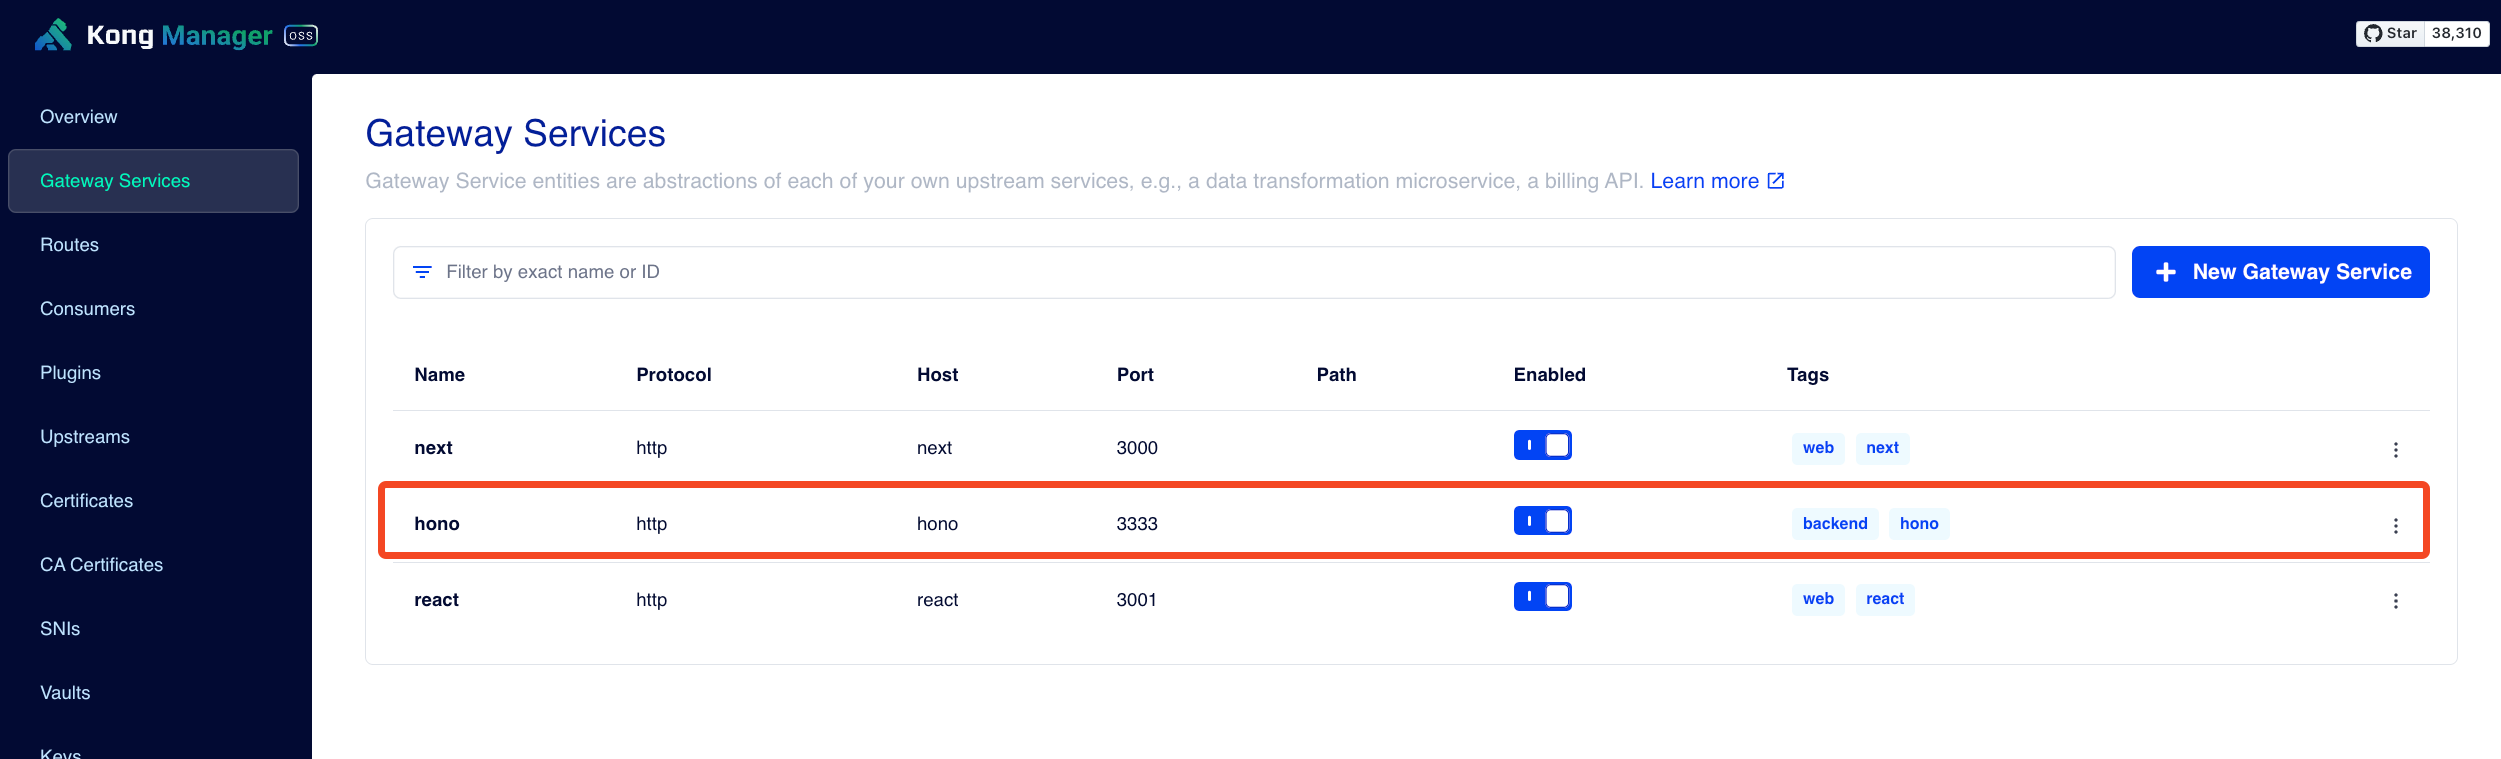 Kong Manager OSS
Star 38,310
Overview
Gateway Services
Routes
Consumers
Plugins
Upstreams
Certificates
CA Certificates
SNIs
Vaults
Keys
Gateway Services
Gateway Service entities are abstractions of each of your own upstream services, e.g., a data transformation microservice, a billing API. Learn more
Filter by exact name or ID
New Gateway Service
Name Protocol Host Port Path Enabled Tags
next http next 3000 web next
hono http hono 3333 backend hono
react http react 3001 web react